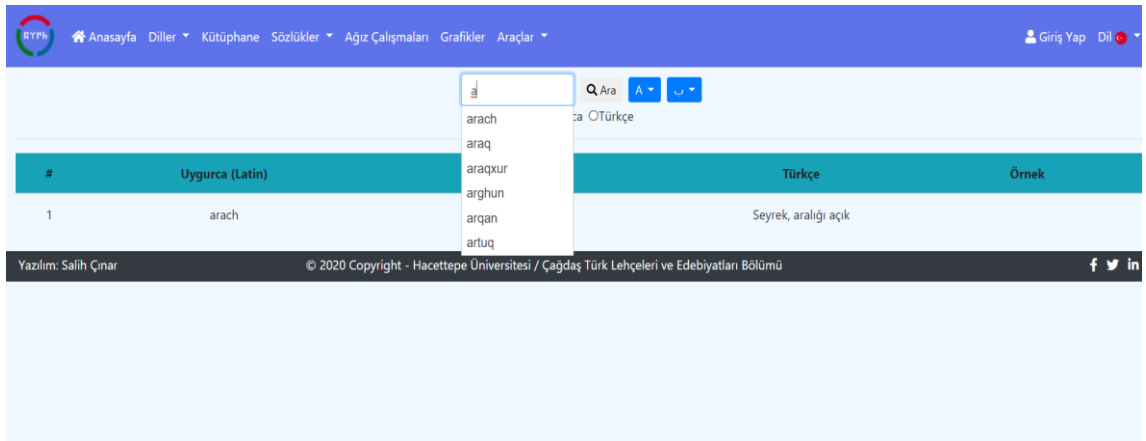 Anasayfa Diller Kütüphane Sözlükler Ağız Çalışmaları Grafikler Araçlar Giriş Yap Dil
a Ara A ب
ca Türkçe
arach
araq
araqxur
arghun
arqan
artuq
# Uygurca (Latin) Türkçe Örnek
1 arach Seyrek, aralığı açık
Yazılım: Salih Çınar © 2020 Copyright - Hacettepe Üniversitesi / Çağdaş Türk Lehçeleri ve Edebiyatları Bölümü